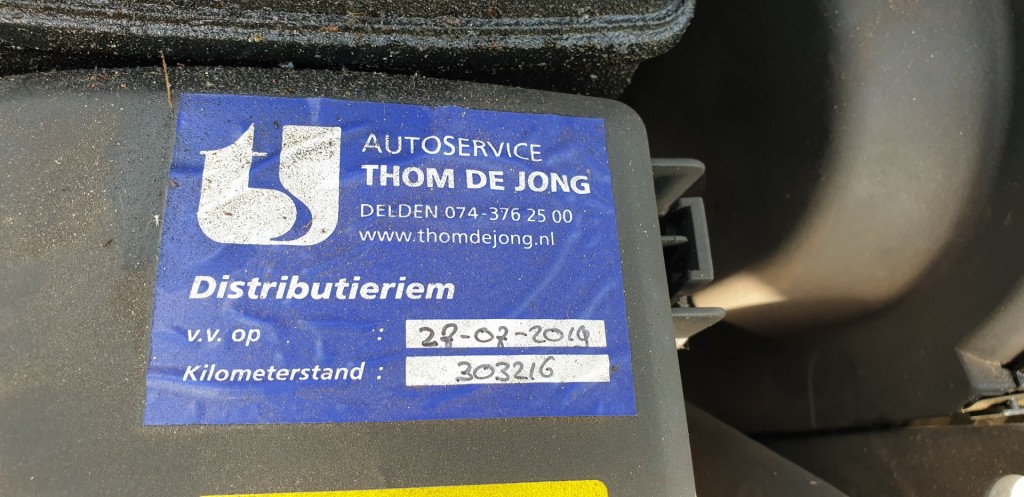 AUTOSERVICE
THOM DE JONG
DELDEN 074-376 25 00
www.thomdejong.nl
Distributieriem
v.v. op :
Kilometerstand : 303216